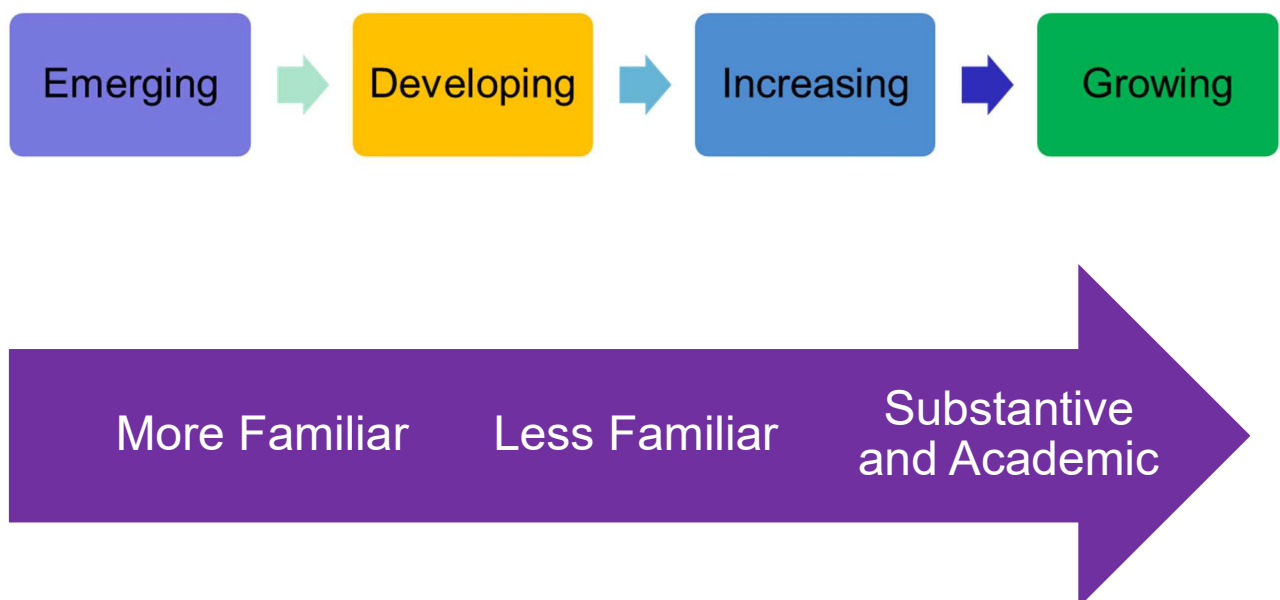 Emerging
Developing
Increasing
Growing
More Familiar
Less Familiar
Substantive
and Academic